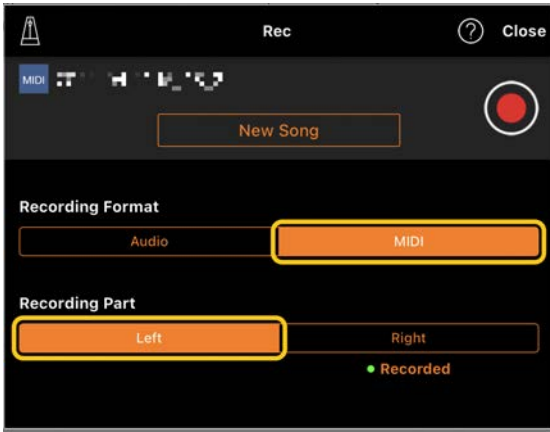 Rec
Close
MIDI
New Song
Recording Format
Audio
MIDI
Recording Part
Left
Right
Recorded